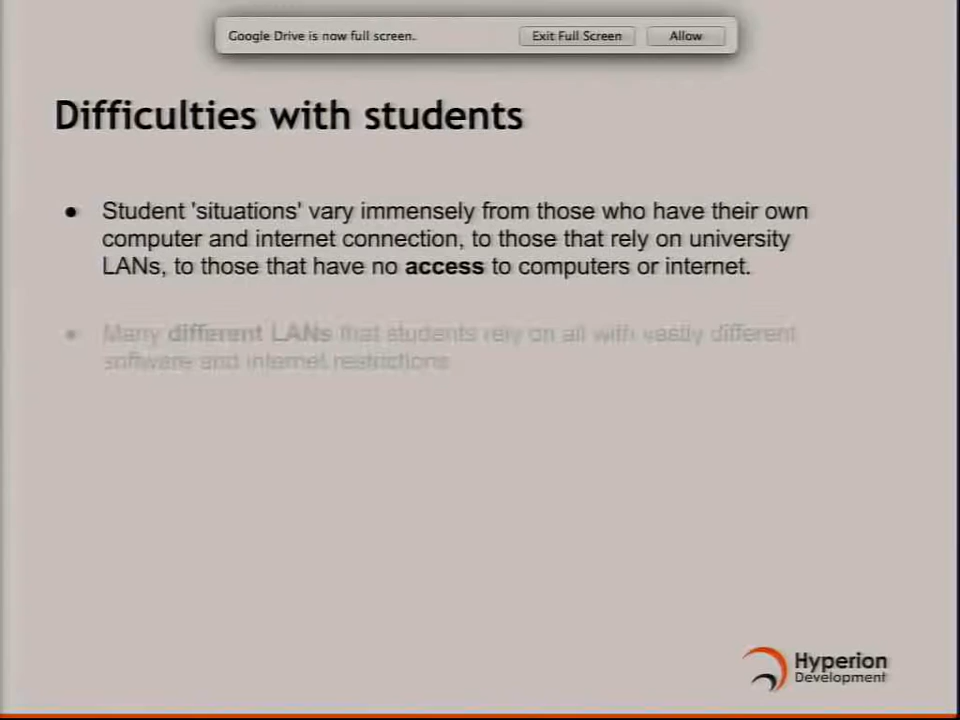 Google Drive is now full screen. Exit Full Screen Allow
Difficulties with students
● Student 'situations' vary immensely from those who have their own
computer and internet connection, to those that rely on university
LANs, to those that have no access to computers or internet.
● Many different LANs that students rely on all with vastly different
software and internet restrictions
Hyperion
Development